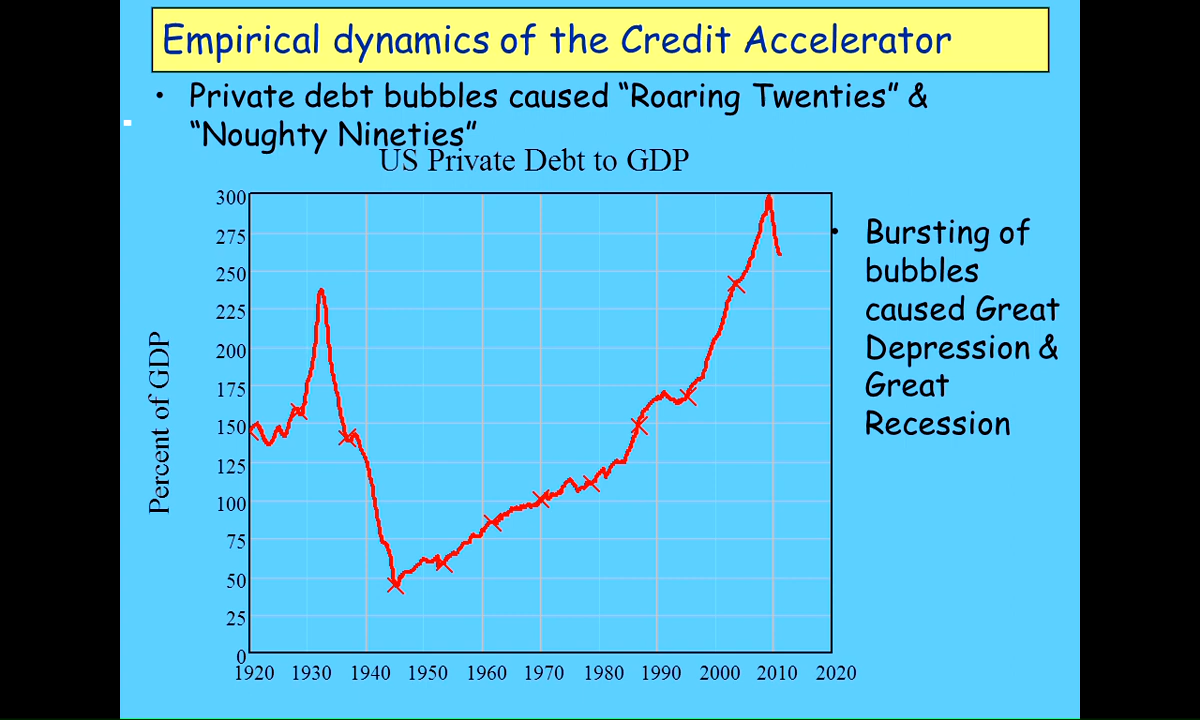 Empirical dynamics of the Credit Accelerator
• Private debt bubbles caused “Roaring Twenties” &
“Noughty Nineties”
US Private Debt to GDP
300
275
250
225
200
175
150
125
100
75
50
25
0
Percent of GDP
1920 1930 1940 1950 1960 1970 1980 1990 2000 2010 2020
• Bursting of
bubbles
caused Great
Depression &
Great
Recession